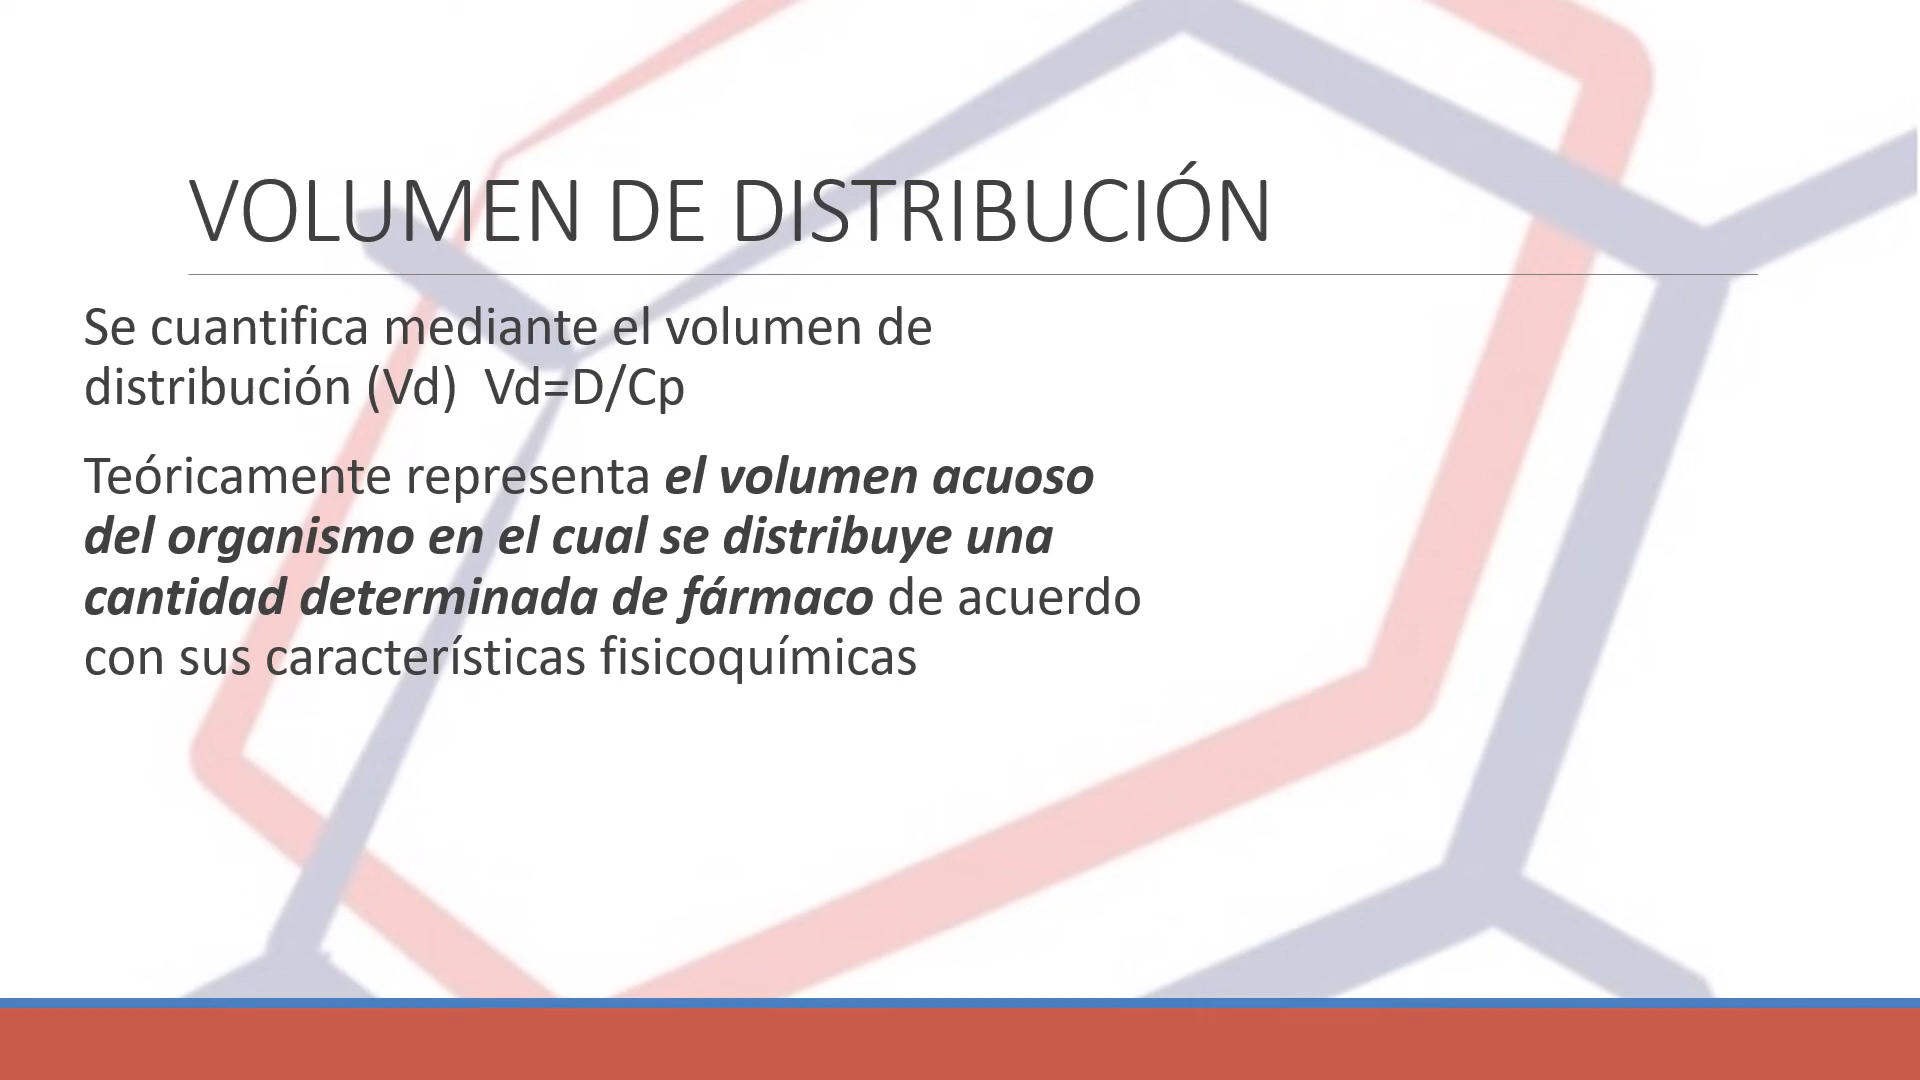 VOLUMEN DE DISTRIBUCIÓN
Se cuantifica mediante el volumen de
distribución (Vd)  Vd=D/Cp
Teóricamente representa el volumen acuoso
del organismo en el cual se distribuye una
cantidad determinada de fármaco de acuerdo
con sus características fisicoquímicas